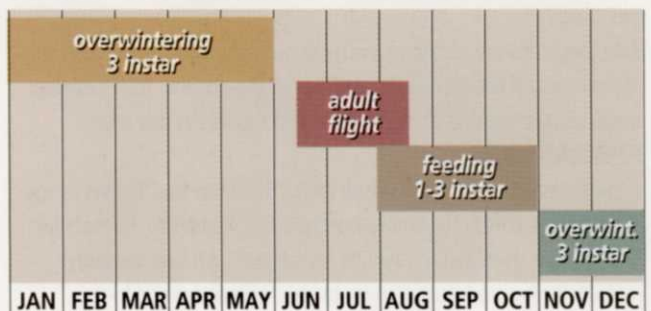 overwintering
3 instar
adult
flight
feeding
1-3 instar
overwint.
3 instar
JAN FEB MAR APR MAY JUN JUL AUG SEP OCT NOV DEC